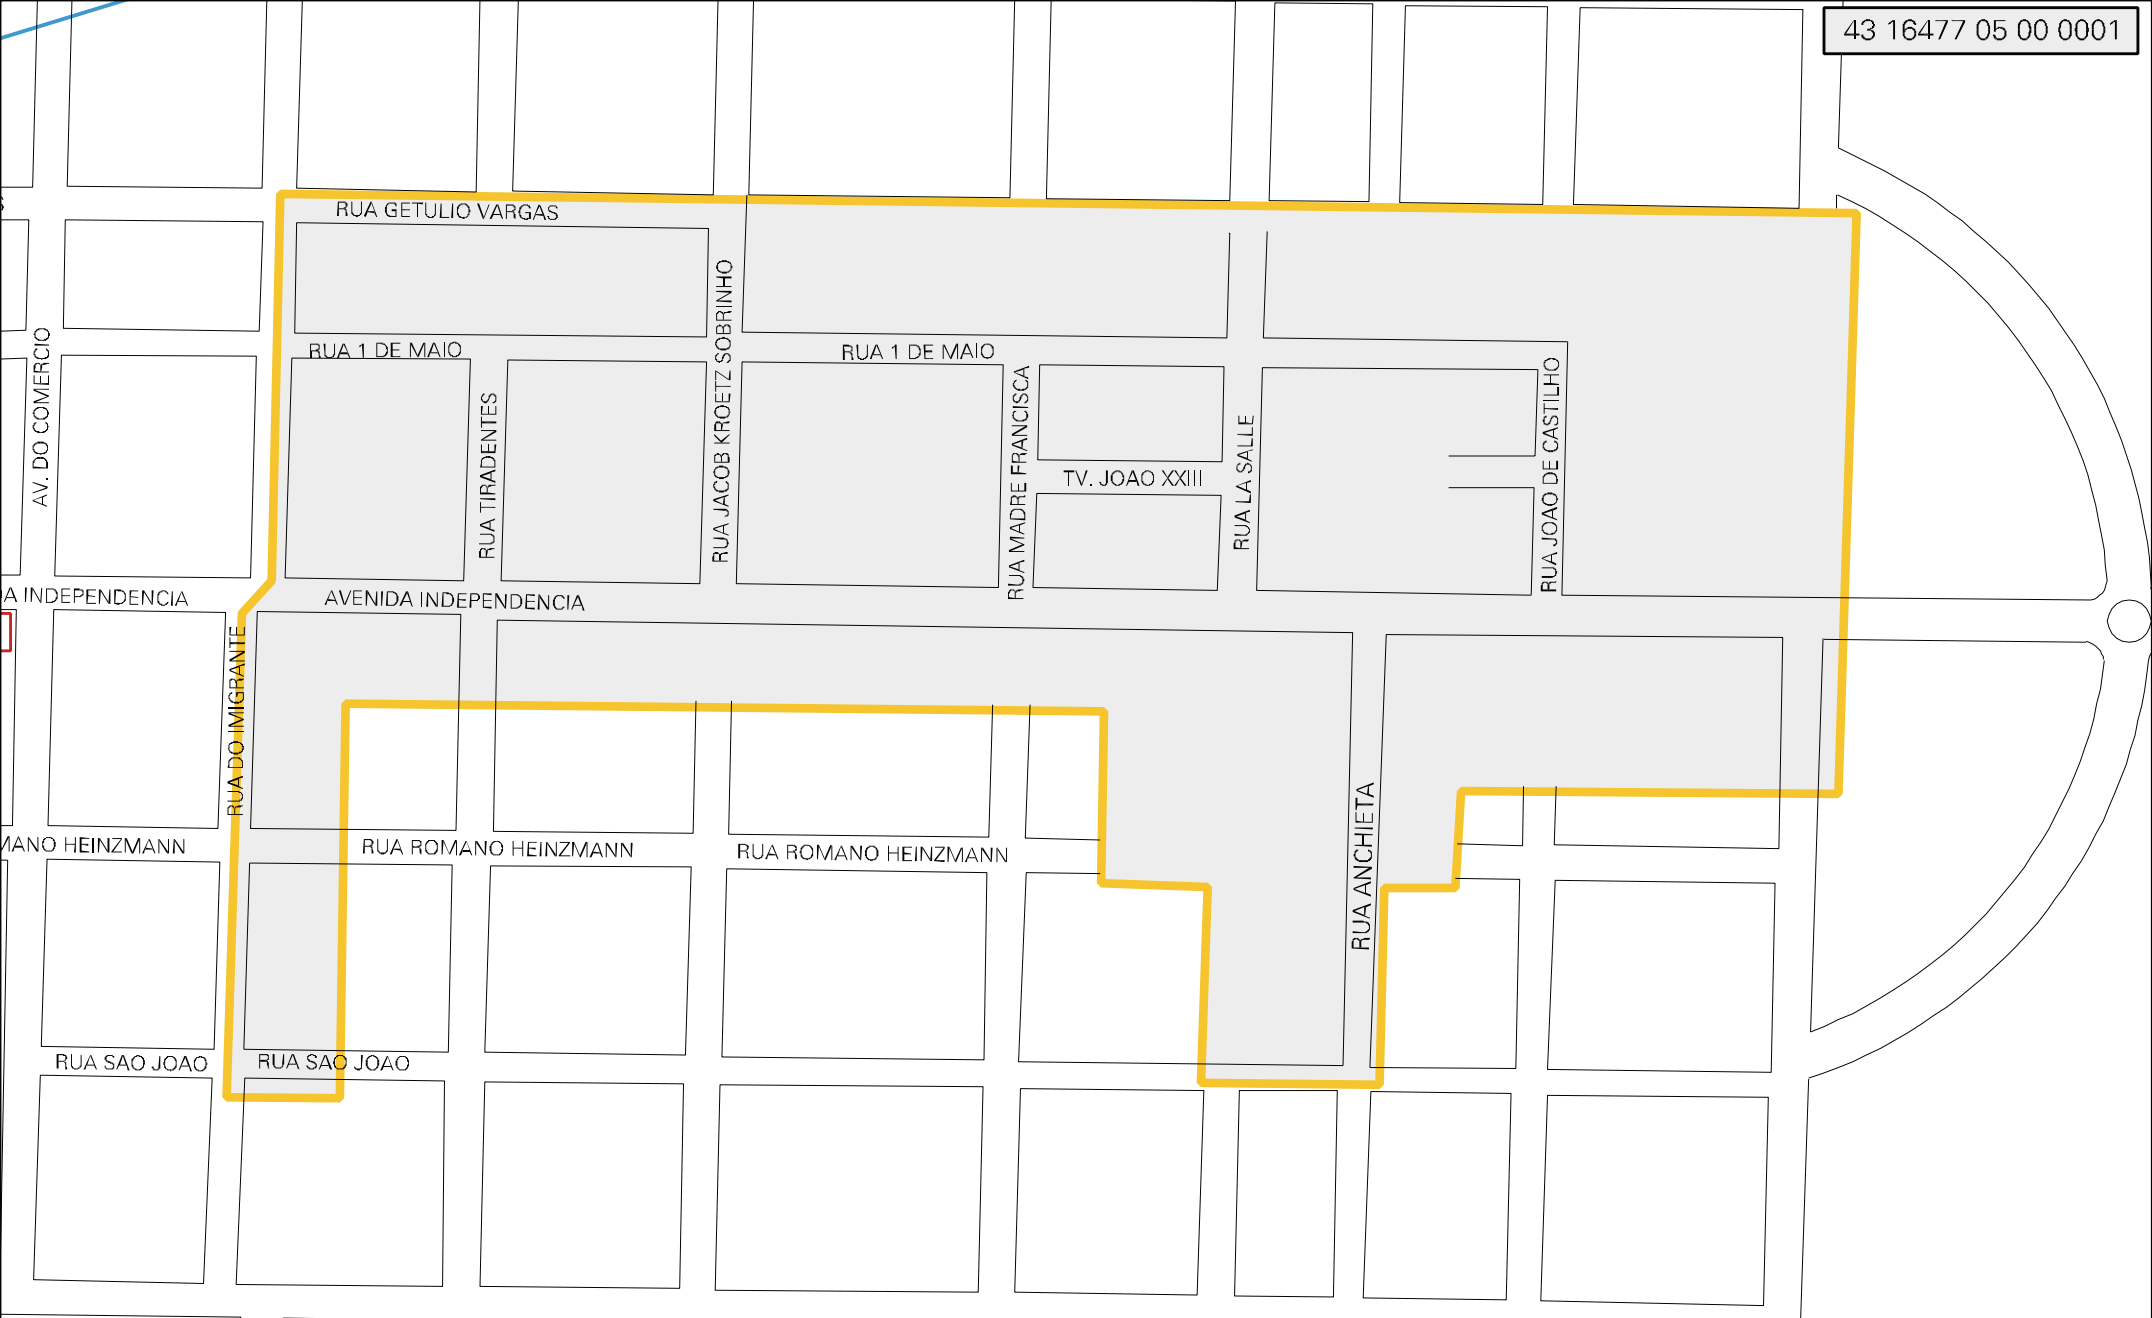 43 16477 05 00 0001
RUA GETULIO VARGAS
RUA JACOB KROETZ SOBRINHO
AV. DO COMERCIO
RUA 1 DE MAIO
RUA 1 DE MAIO
RUA TIRADENTES
RUA MADRE FRANCISCA
TV. JOAO XXIII
RUA LA SALLE
RUA JOAO DE CASTILHO
INDEPENDENCIA
AVENIDA INDEPENDENCIA
RUA DO IMIGRANTE
RUA ANCHIETA
HEINZMANN
RUA ROMANO HEINZMANN
RUA ROMANO HEINZMANN
RUA SAO JOAO
RUA SAO JOAO